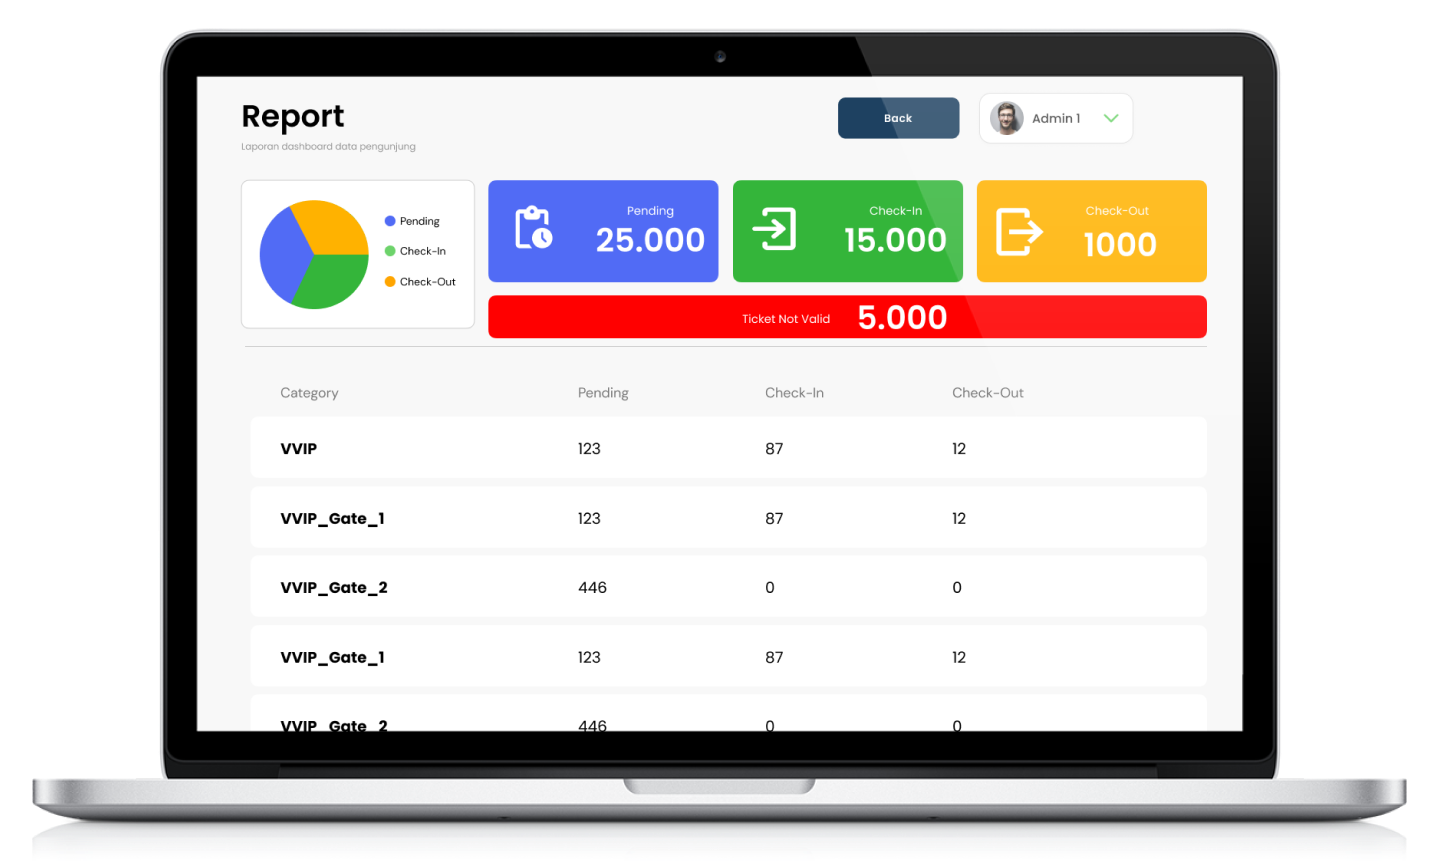 Report
Laporan dashboard data pengunjung
Back
Admin 1
Pending
Check-In
Check-Out
Pending
25.000
Check-In
15.000
Check-Out
1000
Ticket Not Valid 5.000
Category Pending Check-In Check-Out
VVIP 123 87 12
VVIP_Gate_1 123 87 12
VVIP_Gate_2 446 0 0
VVIP_Gate_1 123 87 12
VVIP_Gate_2 446 0 0